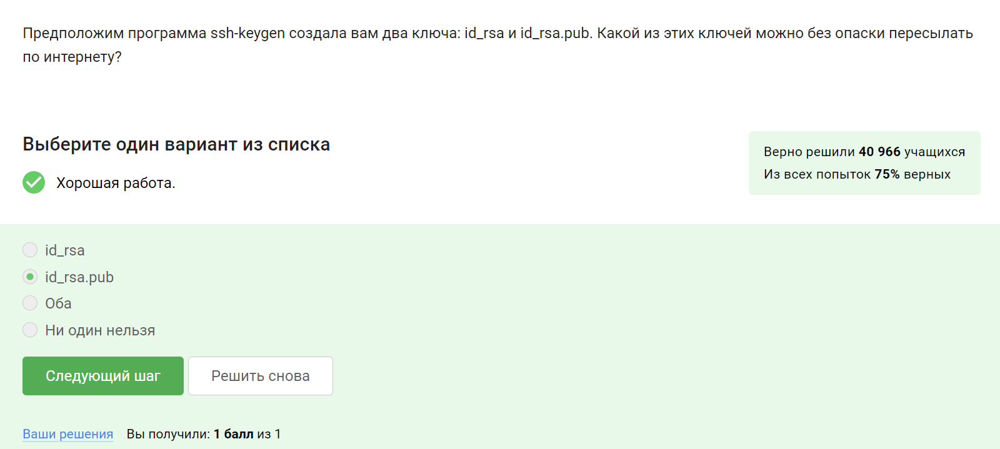 Предположим программа ssh-keygen создала вам два ключа: id_rsa и id_rsa.pub. Какой из этих ключей можно без опаски пересылать
по интернету?
Выберите один вариант из списка
Хорошая работа.
Верно решили 40 966 учащихся
Из всех попыток 75% верных
id_rsa
id_rsa.pub
Оба
Ни один нельзя
Следующий шаг
Решить снова
Ваши решения Вы получили: 1 балл из 1